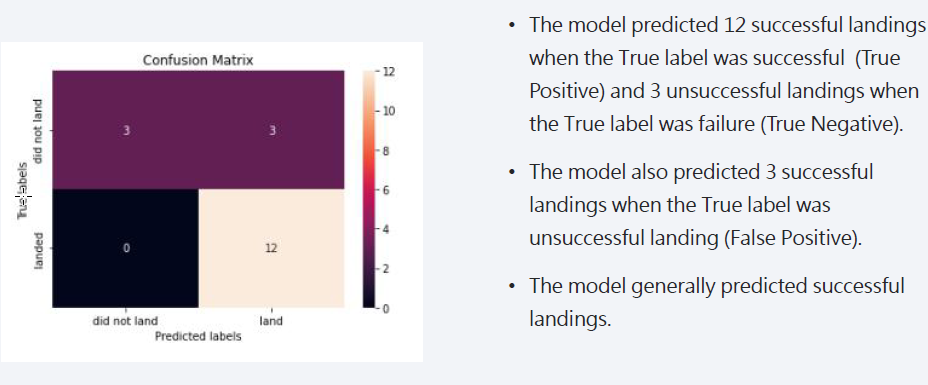 Confusion Matrix
did not land
landed
True labels
3
3
0
12
12
10
8
6
4
2
0
did not land
land
Predicted labels
• The model predicted 12 successful landings
when the True label was successful (True
Positive) and 3 unsuccessful landings when
the True label was failure (True Negative).
• The model also predicted 3 successful
landings when the True label was
unsuccessful landing (False Positive).
• The model generally predicted successful
landings.